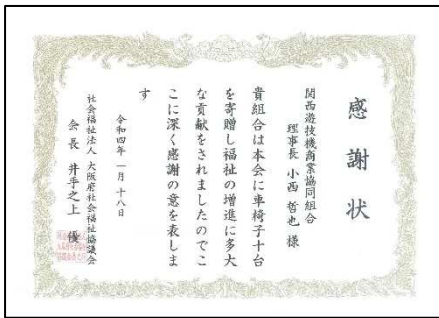 感謝状
関西遊技機商業協同組合
理事長 小西 哲也 様
貴組合は本会に車椅子十台
を寄贈し福祉の増進に多大
な貢献をされましたのでこ
こに深く感謝の意を表しま
す
令和四年一月十八日
社会福祉法人 大阪府社会福祉協議会
会長 井手之上 優